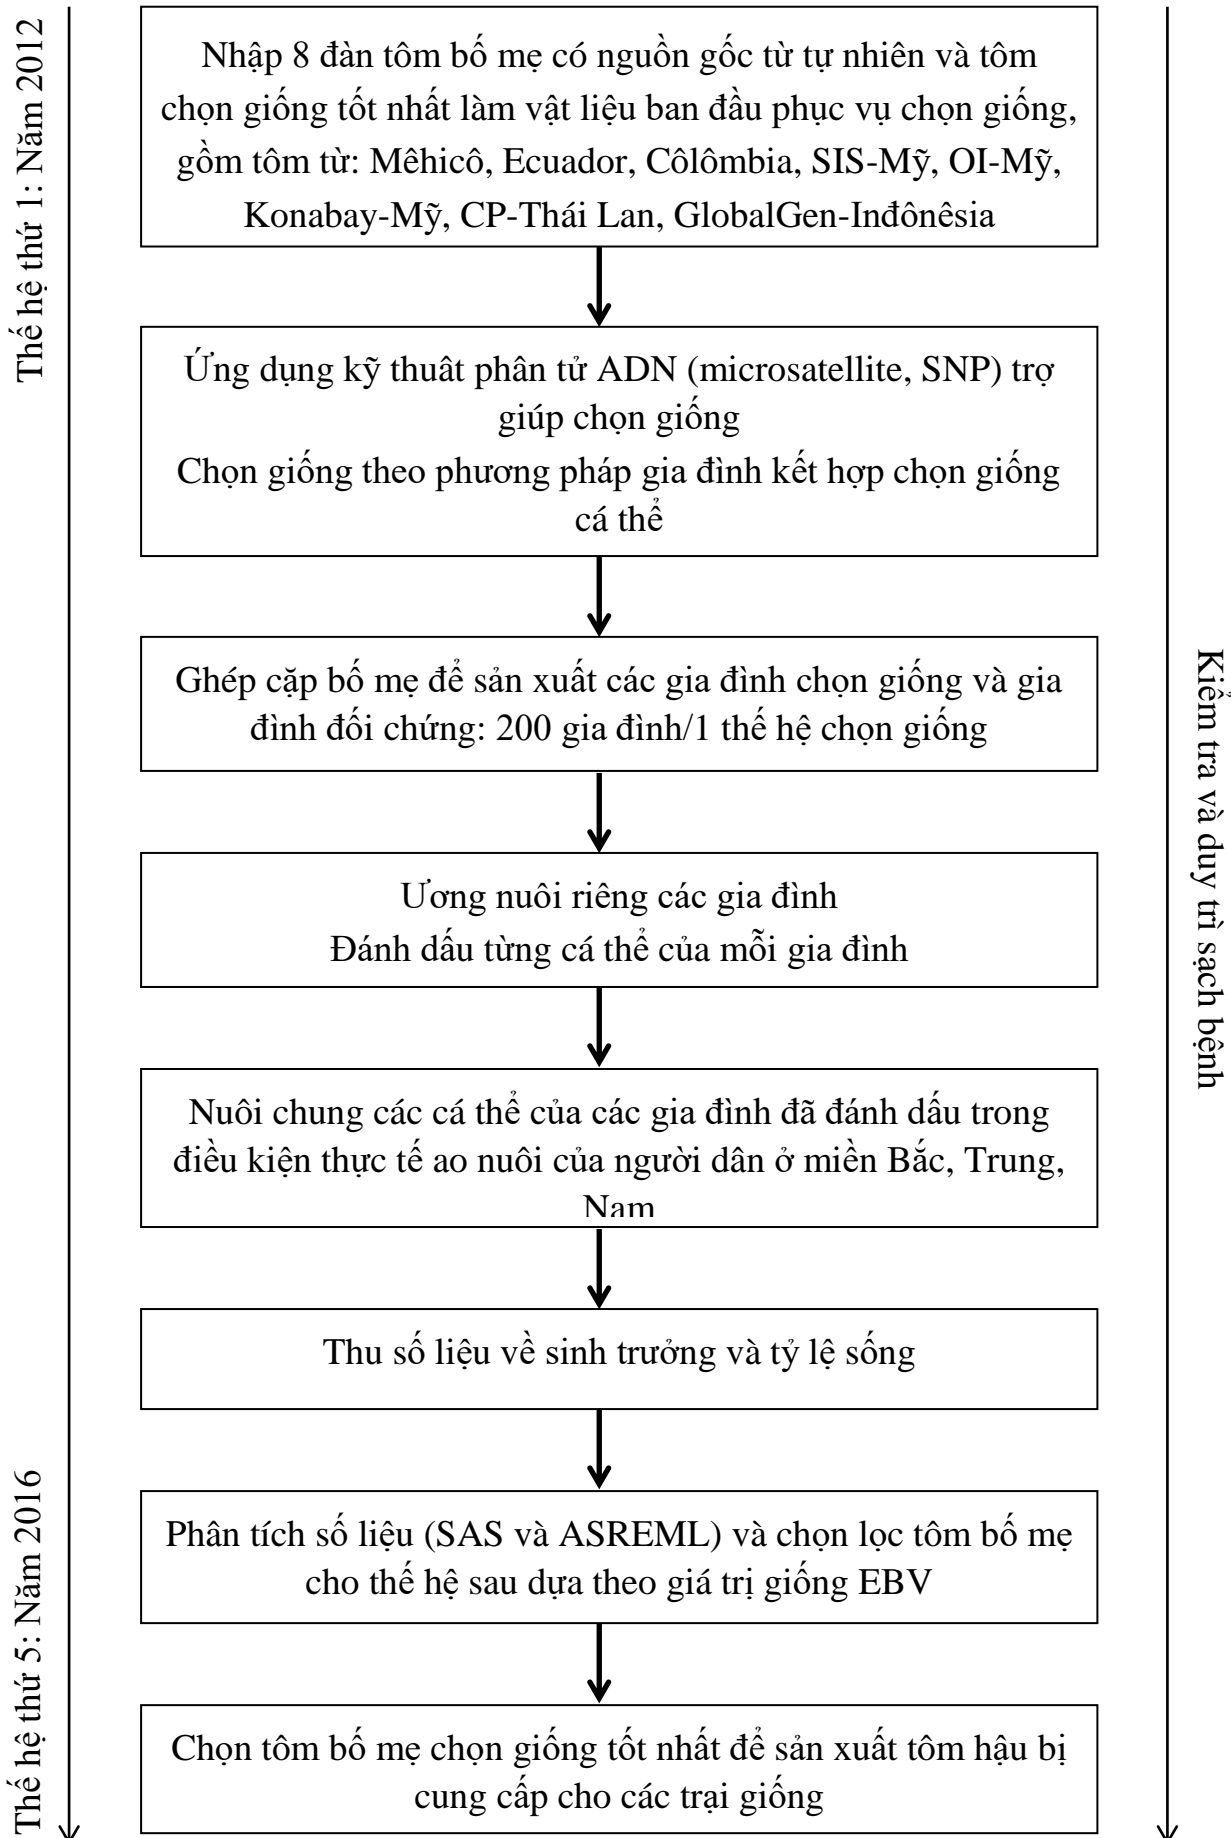 Thế hệ thứ 1: Năm 2012
Nhập 8 đàn tôm bố mẹ có nguồn gốc từ tự nhiên và tôm
chọn giống tốt nhất làm vật liệu ban đầu phục vụ chọn giống,
gồm tôm từ: Mêhicô, Ecuador, Côlômbia, SIS-Mỹ, OI-Mỹ,
Konabay-Mỹ, CP-Thái Lan, GlobalGen-Inđônêsia
Ứng dụng kỹ thuât phân tử ADN (microsatellite, SNP) trợ
giúp chọn giống
Chọn giống theo phương pháp gia đình kết hợp chọn giống
cá thể
Ghép cặp bố mẹ để sản xuất các gia đình chọn giống và gia
đình đối chứng: 200 gia đình/1 thế hệ chọn giống
Ương nuôi riêng các gia đình
Đánh dấu từng cá thể của mỗi gia đình
Nuôi chung các cá thể của các gia đình đã đánh dấu trong
điều kiện thực tế ao nuôi của người dân ở miền Bắc, Trung,
Nam
Thu số liệu về sinh trưởng và tỷ lệ sống
Phân tích số liệu (SAS và ASREML) và chọn lọc tôm bố mẹ
cho thế hệ sau dựa theo giá trị giống EBV
Chọn tôm bố mẹ chọn giống tốt nhất để sản xuất tôm hậu bị
cung cấp cho các trại giống
Thế hệ thứ 5: Năm 2016
Kiểm tra và duy trì sạch bệnh